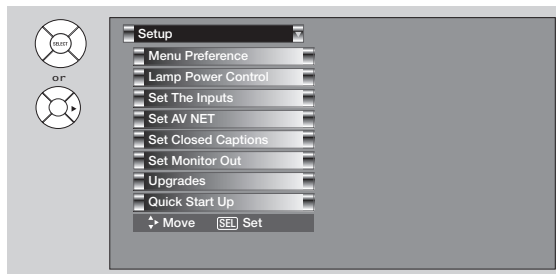 SELECT
or
Setup
Menu Preference
Lamp Power Control
Set The Inputs
Set AV NET
Set Closed Captions
Set Monitor Out
Upgrades
Quick Start Up
Move SEL Set